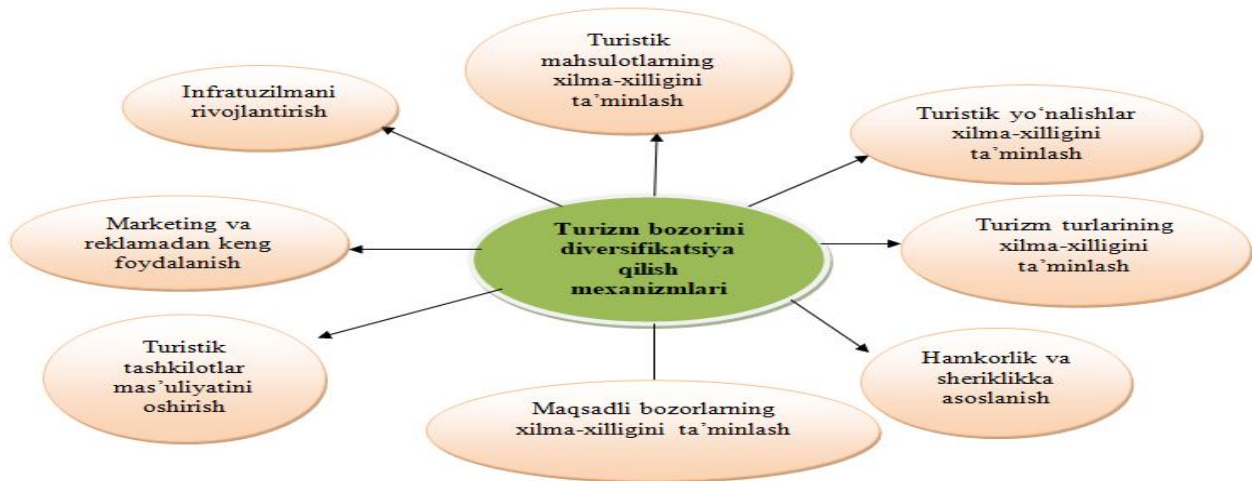 Turistik
mahsulotlarning
xilma-xilligini
ta’minlash
Infratuzilmani
rivojlantirish
Turistik yo‘nalishlar
xilma-xilligini
ta’minlash
Marketing va
reklamadan keng
foydalanish
Turizm bozorini
diversifikatsiya
qilish
mexanizmlari
Turizm turlarining
xilma-xilligini
ta’minlash
Turistik
tashkilotlar
mas’uliyatini
oshirish
Maqsadli bozorlarning
xilma-xilligini ta’minlash
Hamkorlik va
sheriklikka
asoslanish